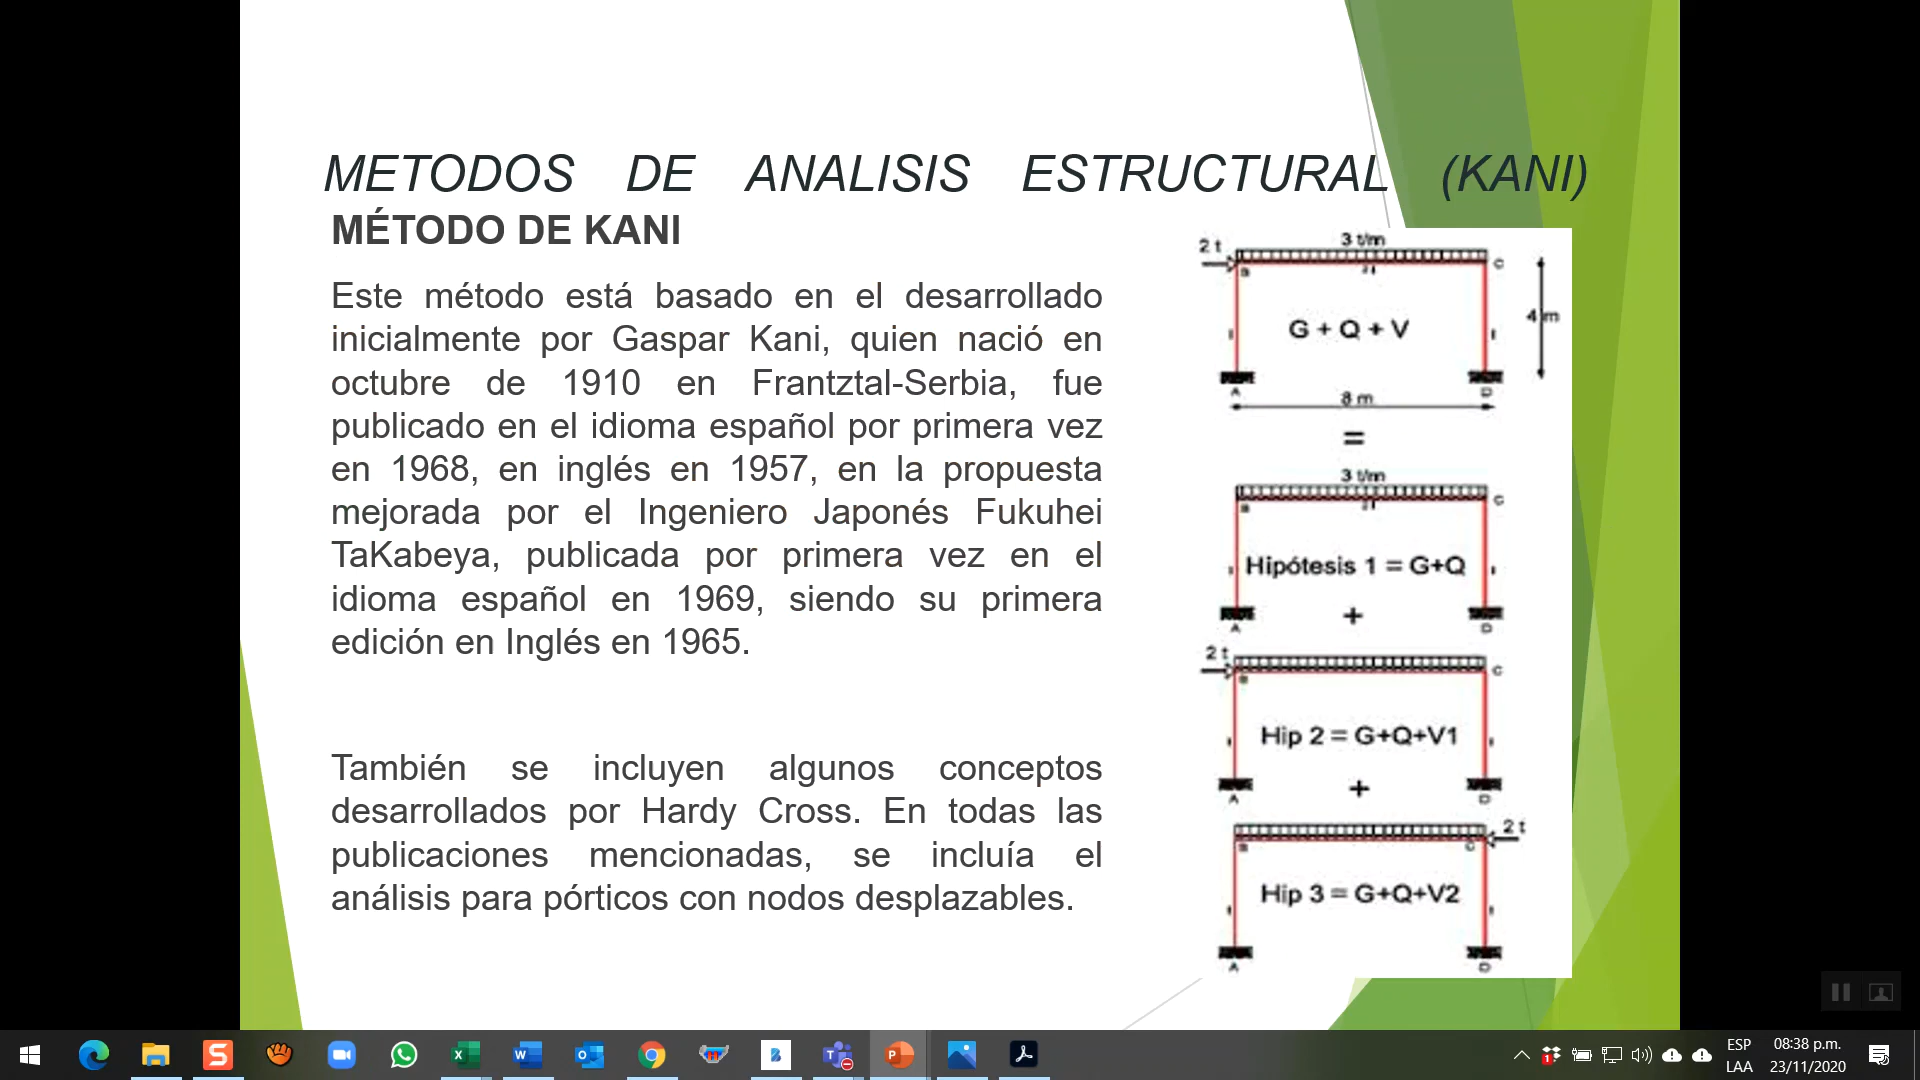 METODOS DE ANALISIS ESTRUCTURAL (KANI)
MÉTODO DE KANI
Este método está basado en el desarrollado
inicialmente por Gaspar Kani, quien nació en
octubre de 1910 en Frantztal-Serbia, fue
publicado en el idioma español por primera vez
en 1968, en inglés en 1957, en la propuesta
mejorada por el Ingeniero Japonés Fukuhei
TaKabeya, publicada por primera vez en el
idioma español en 1969, siendo su primera
edición en Inglés en 1965.
También se incluyen algunos conceptos
desarrollados por Hardy Cross. En todas las
publicaciones mencionadas, se incluía el
análisis para pórticos con nodos desplazables.
3 t/m
2 t
B
C
G + Q + V
4 m
A
D
8 m
=
3 t/m
B
C
Hipótesis 1 = G+Q
A
+
D
2 t
B
C
Hip 2 = G+Q+V1
A
+
D
2 t
B
C
Hip 3 = G+Q+V2
A
D
ESP
LAA
08:38 p.m.
23/11/2020